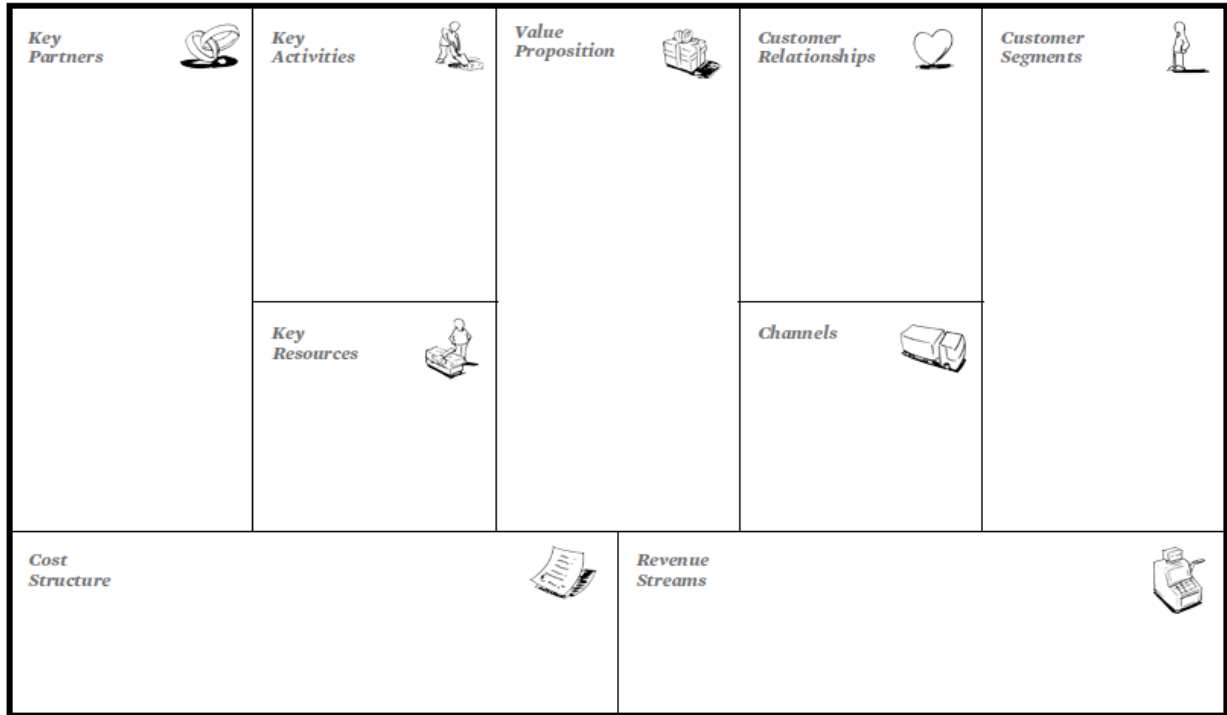 Key
Partners
Key
Activities
Value
Proposition
Customer
Relationships
Customer
Segments
Key
Resources
Channels
Cost
Structure
Revenue
Streams